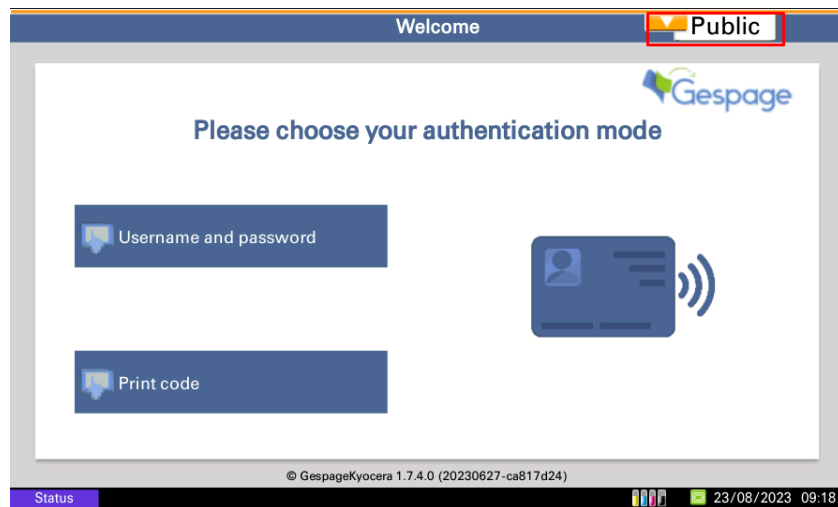 Welcome
Public
Gespage
Please choose your authentication mode
Username and password
Print code
© GespageKyocera 1.7.4.0 (20230627-ca817d24)
Status
23/08/2023 09:18